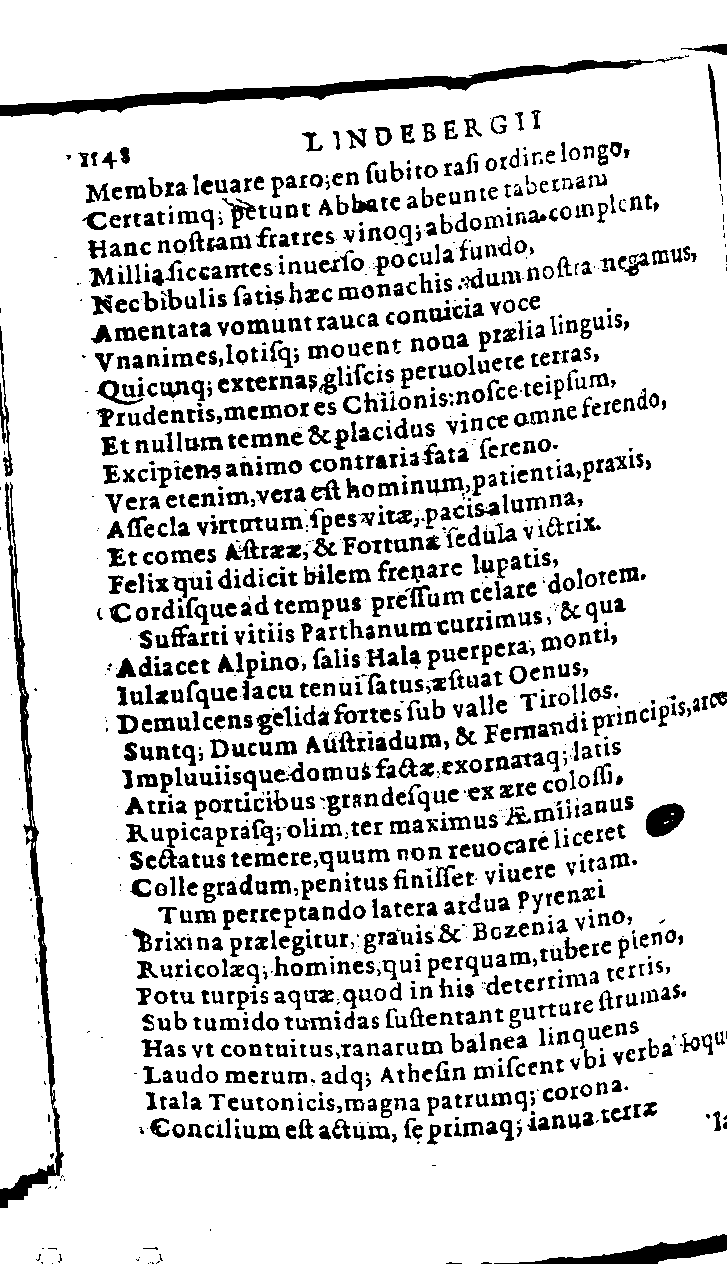 1148
LINDEBERGII
Membra leuare paro; en ſubito raſi ordine longo,
Certatimq; petunt Abbate abeunte tabernam
Hanc noſtram fratres vinoq; abdomina complent,
Millia ſiccantes inuerſo pocula fundo,
Nec bibulis ſatis hæc monachis : dum noſtra negamus,
Amentata vomunt rauca conuicia voce
Vnanimes, lotiſq; mouent noua prælia linguis,
Quicunq; externas gliſcis peruoluere terras,
Prudentis, memores Chilonis: noſce teipſum,
Et nullum temne & placidus vince omne ferendo,
Excipiens animo contraria fata ſereno.
Vera etenim, vera eſt hominum, patientia, praxis,
Aſſecla virtutum, ſpes vitæ, pacis alumna,
Et comes Aſtrææ, & Fortunæ ſedula victrix.
Felix qui didicit bilem frenare lupatis,
Cordiſque ad tempus preſſum celare dolorem.
Suffarti vitiis Parthanum currimus, & qua
Adiacet Alpino, ſalis Hala puerpera, monti,
Iulæuſque lacu tenui ſatus, æſtuat Oenus,
Demulcens gelida fortes ſub valle Tirollos.
Suntq; Ducum Auſtriadum, & Fernandi principis, arce
Impluuiisque domus factæ exornataq; latis
Atria porticibus grandeſque ex ære coloſſi,
Rupicapraſq; olim, ter maximus Æmilianus
Sectatus temere, quum non reuocare liceret
Colle gradum, penitus finiſſet viuere vitam.
Tum perreptando latera ardua Pyrenæi
Brixina prælegitur, grauis & Bozenia vino,
Ruricolæq; homines, qui perquam, tubere pleno,
Potu turpis aquæ, quod in his deterrima terris,
Sub tumido tumidas ſuſtentant gutture ſtrumas.
Has vt contuitus, ranarum balnea linquens
Laudo merum, adq; Atheſin miſcent vbi verba loqu
Itala Teutonicis, magna patrumq; corona.
Concilium eſt actum, ſe primaq; ianua terræ